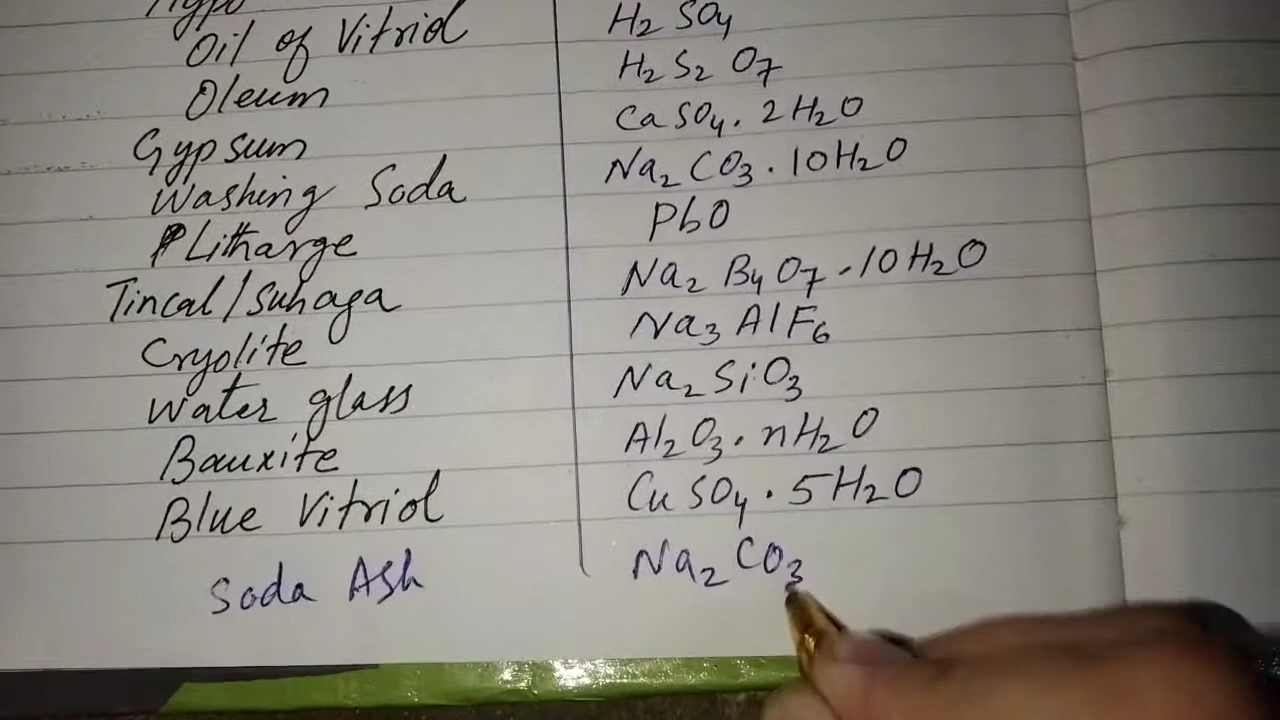 Hypo
Oil of Vitriol H2SO4
Oleum H2S2O7
Gypsum CaSO4.2H2O
Washing Soda Na2CO3.10H2O
Litharge PbO
Tincal/Suhaga Na2B4O7.10H2O
Cryolite Na3AlF6
Water glass Na2SiO3
Bauxite Al2O3.nH2O
Blue Vitriol CuSO4.5H2O
Soda Ash Na2CO3